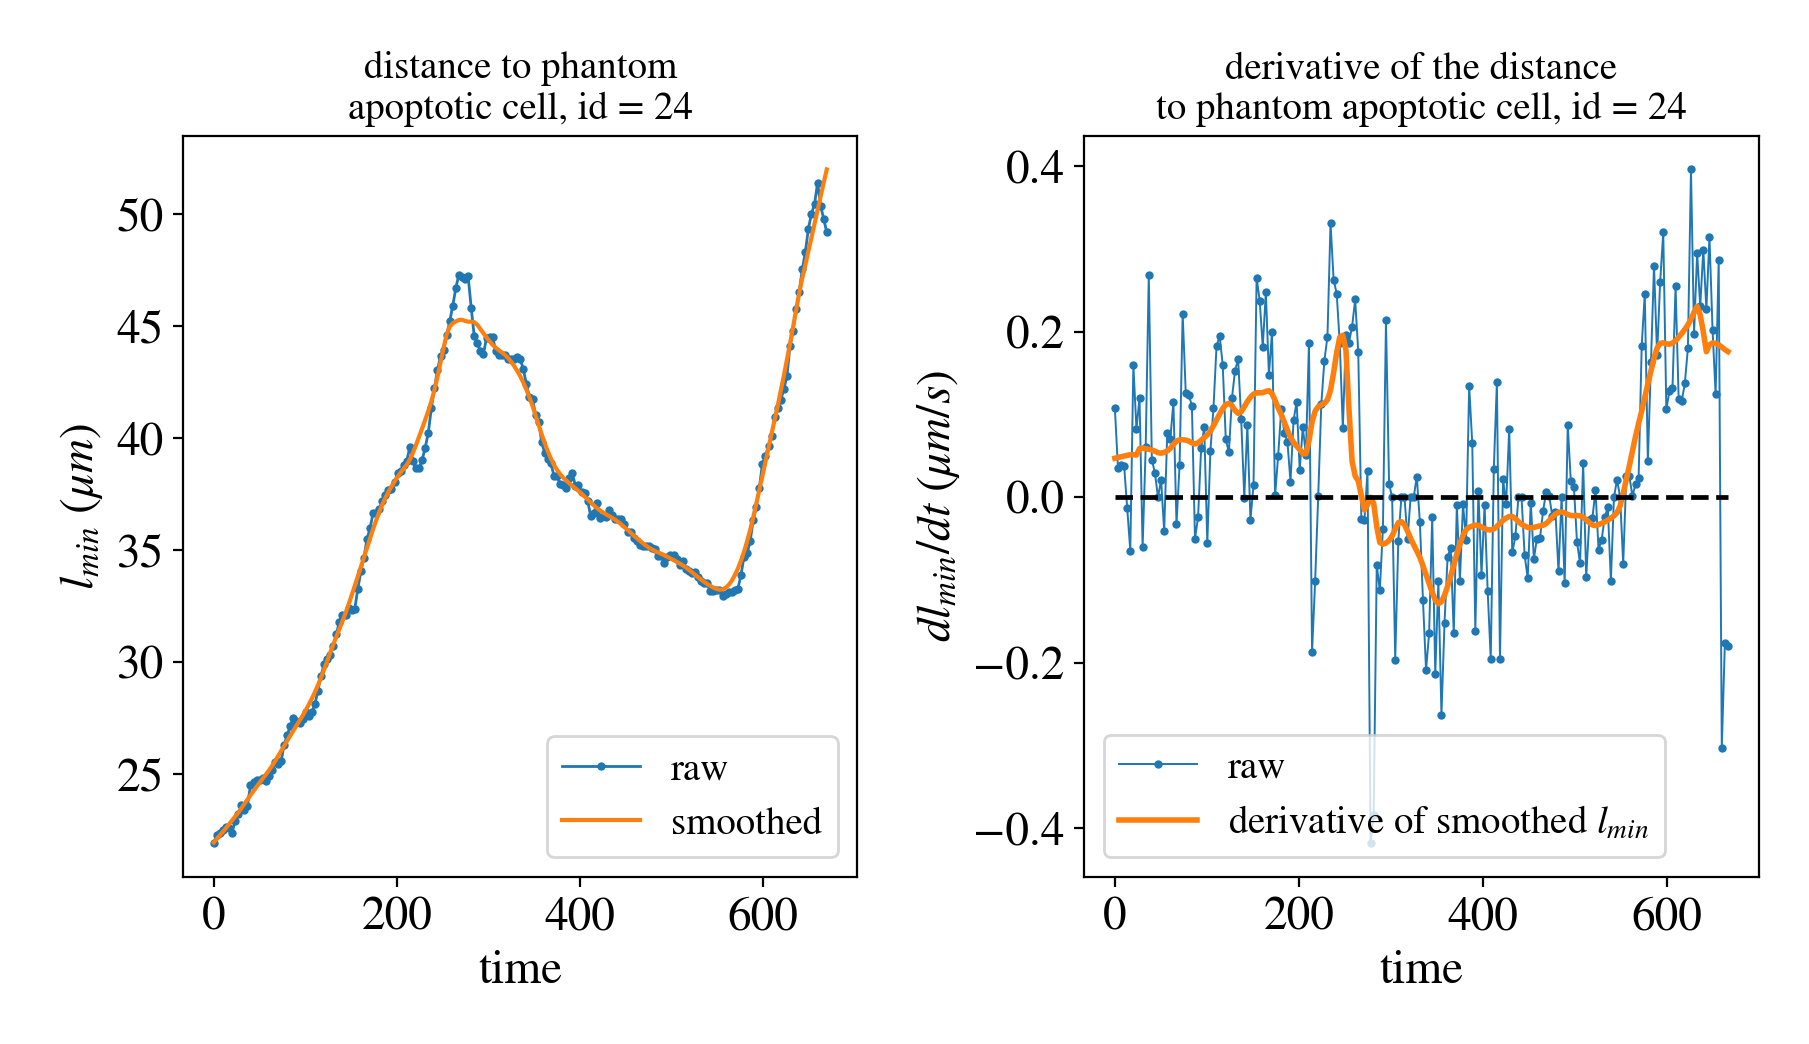 distance to phantom
apoptotic cell, id = 24
50
45
40
35
30
25
l_min (μm)
0 200 400 600
time
raw
smoothed
derivative of the distance
to phantom apoptotic cell, id = 24
0.4
0.2
0.0
−0.2
−0.4
dl_min/dt (μm/s)
0 200 400 600
time
raw
derivative of smoothed l_min